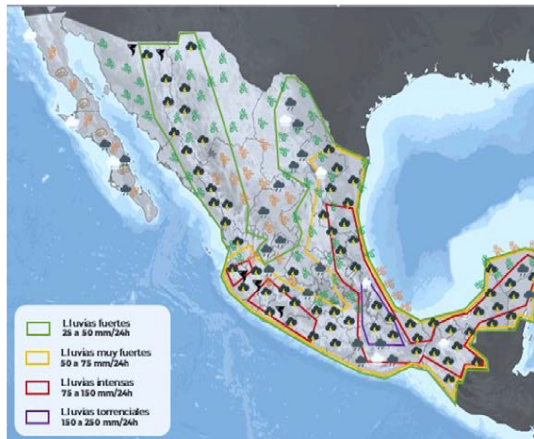 Lluvias fuertes
25 a 50 mm/24h
Lluvias muy fuertes
50 a 75 mm/24h
Lluvias intensas
75 a 150 mm/24h
Lluvias torrenciales
150 a 250 mm/24h